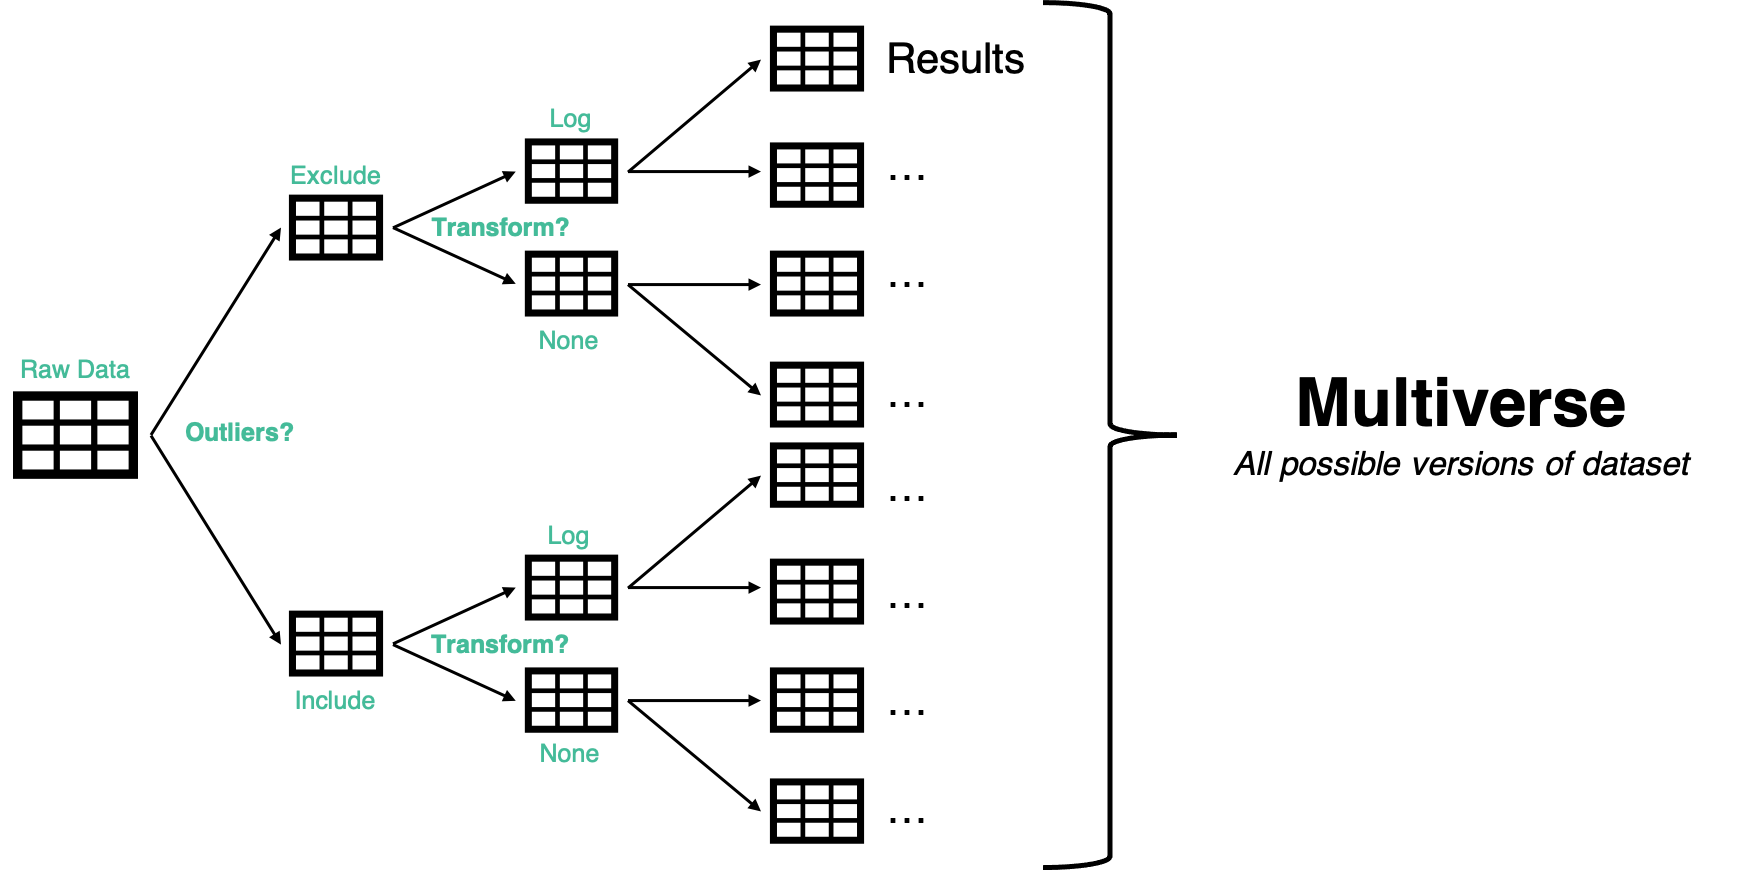 Results
Log
…
Exclude
Transform?
…
None
Raw Data
…
Multiverse
Outliers?
All possible versions of dataset
…
Log
…
Transform?
Include
…
None
…